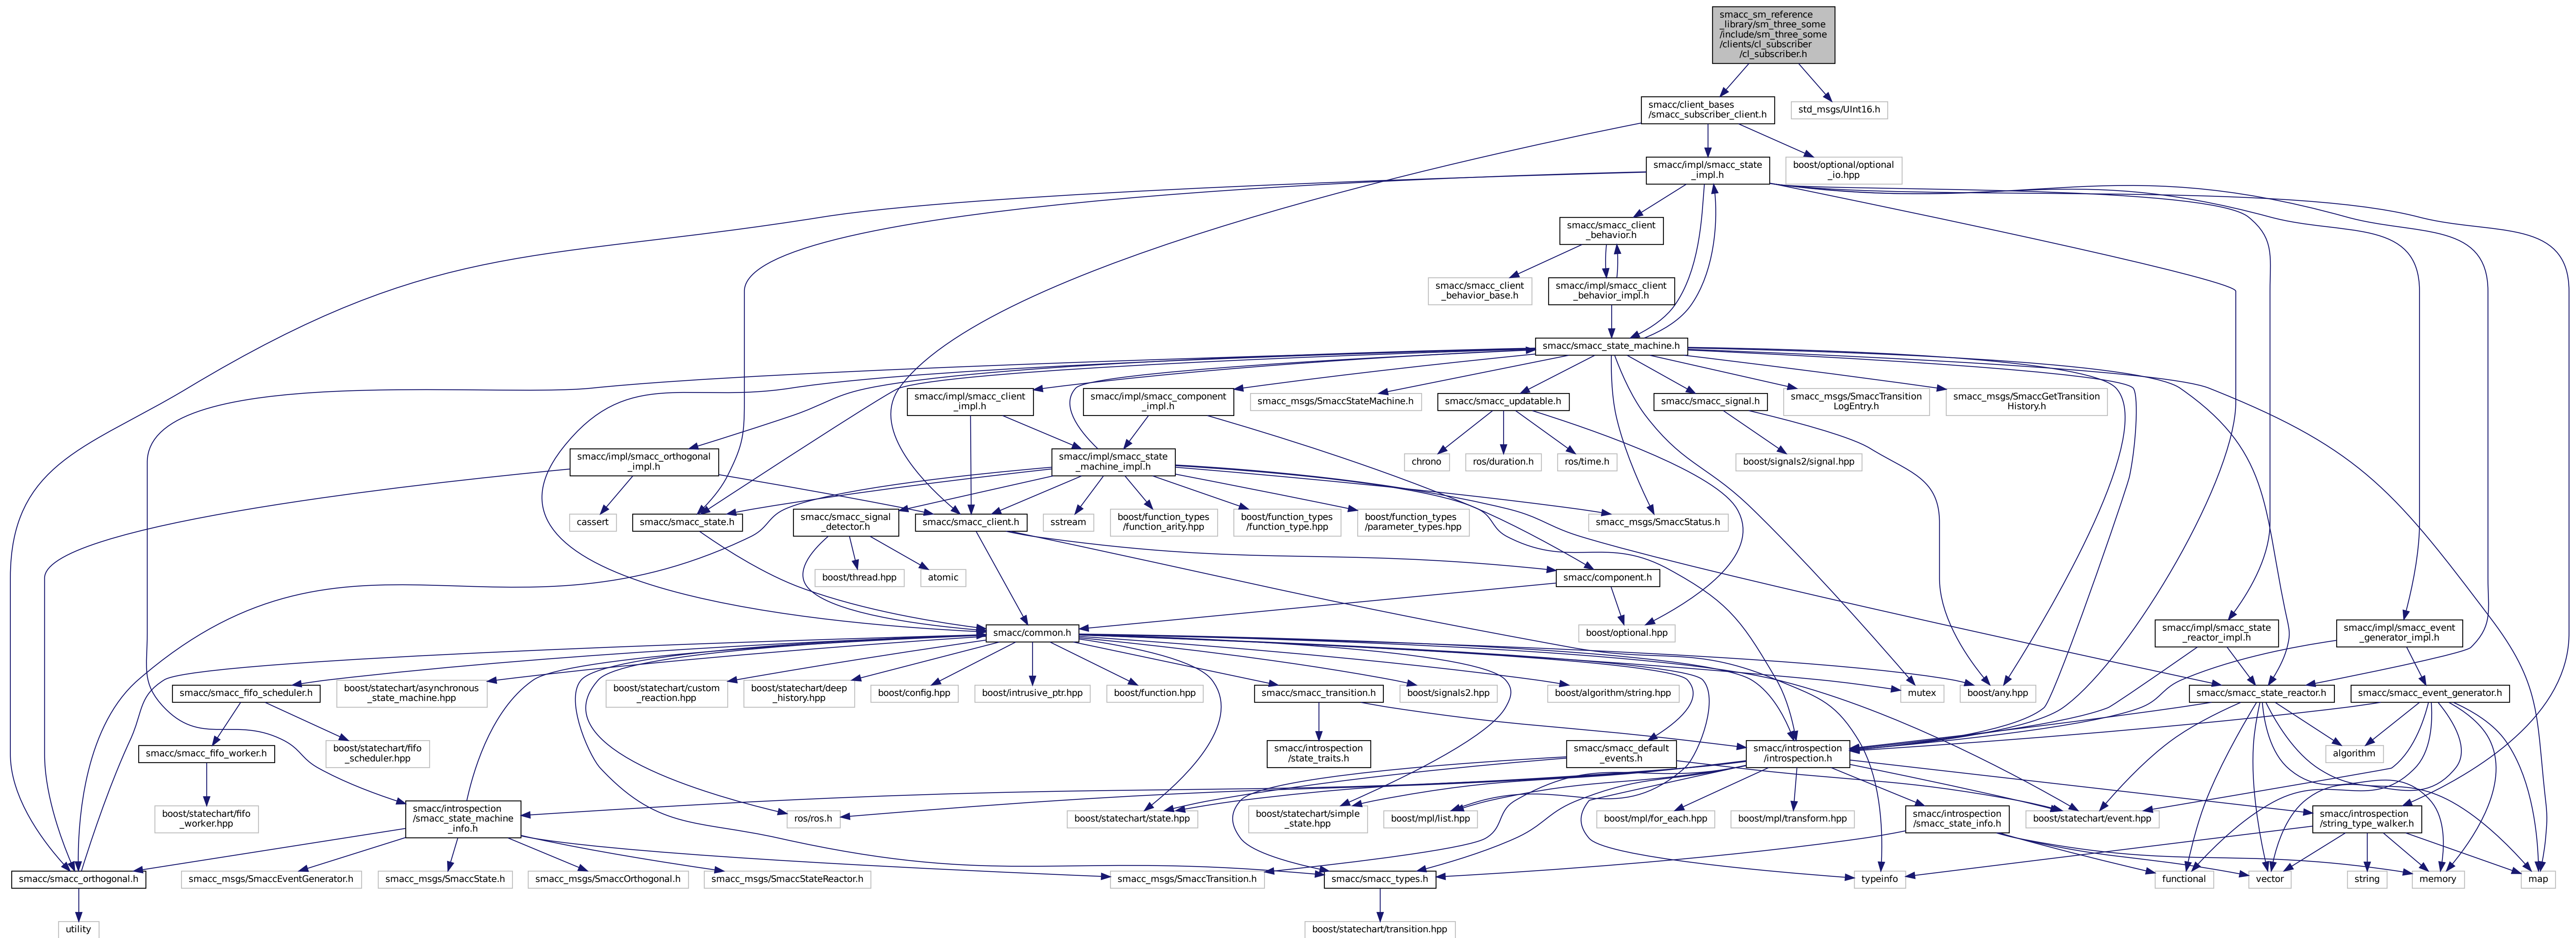 smacc_sm_reference
_library/sm_three_some
/include/sm_three_some
/clients/cl_subscriber
/cl_subscriber.h
smacc/client_bases
/smacc_subscriber_client.h
std_msgs/UInt16.h
smacc/impl/smacc_state
_impl.h
boost/optional/optional
_io.hpp
smacc/smacc_client
_behavior.h
smacc/smacc_client
_behavior_base.h
smacc/impl/smacc_client
_behavior_impl.h
smacc/smacc_state_machine.h
smacc/impl/smacc_client
_impl.h
smacc/impl/smacc_component
_impl.h
smacc_msgs/SmaccStateMachine.h
smacc/smacc_updatable.h
smacc/smacc_signal.h
smacc_msgs/SmaccTransition
LogEntry.h
smacc_msgs/SmaccGetTransition
History.h
smacc/impl/smacc_orthogonal
_impl.h
smacc/impl/smacc_state
_machine_impl.h
chrono
ros/duration.h
ros/time.h
boost/signals2/signal.hpp
cassert
smacc/smacc_state.h
smacc/smacc_signal
_detector.h
smacc/smacc_client.h
sstream
boost/function_types
/function_arity.hpp
boost/function_types
/function_type.hpp
boost/function_types
/parameter_types.hpp
smacc_msgs/SmaccStatus.h
boost/thread.hpp
atomic
smacc/component.h
smacc/common.h
boost/optional.hpp
smacc/impl/smacc_state
_reactor_impl.h
smacc/impl/smacc_event
_generator_impl.h
smacc/smacc_fifo_scheduler.h
boost/statechart/asynchronous
_state_machine.hpp
boost/statechart/custom
_reaction.hpp
boost/statechart/deep
_history.hpp
boost/config.hpp
boost/intrusive_ptr.hpp
boost/function.hpp
smacc/smacc_transition.h
boost/signals2.hpp
boost/algorithm/string.hpp
mutex
boost/any.hpp
smacc/smacc_state_reactor.h
smacc/smacc_event_generator.h
smacc/smacc_fifo_worker.h
boost/statechart/fifo
_scheduler.hpp
smacc/introspection
/state_traits.h
smacc/smacc_default
_events.h
smacc/introspection
/introspection.h
algorithm
boost/statechart/fifo
_worker.hpp
smacc/introspection
/smacc_state_machine
_info.h
ros/ros.h
boost/statechart/state.hpp
boost/statechart/simple
_state.hpp
boost/mpl/list.hpp
boost/mpl/for_each.hpp
boost/mpl/transform.hpp
smacc/introspection
/smacc_state_info.h
boost/statechart/event.hpp
smacc/introspection
/string_type_walker.h
smacc/smacc_orthogonal.h
smacc_msgs/SmaccEventGenerator.h
smacc_msgs/SmaccState.h
smacc_msgs/SmaccOrthogonal.h
smacc_msgs/SmaccStateReactor.h
smacc_msgs/SmaccTransition.h
smacc/smacc_types.h
typeinfo
functional
vector
string
memory
map
utility
boost/statechart/transition.hpp